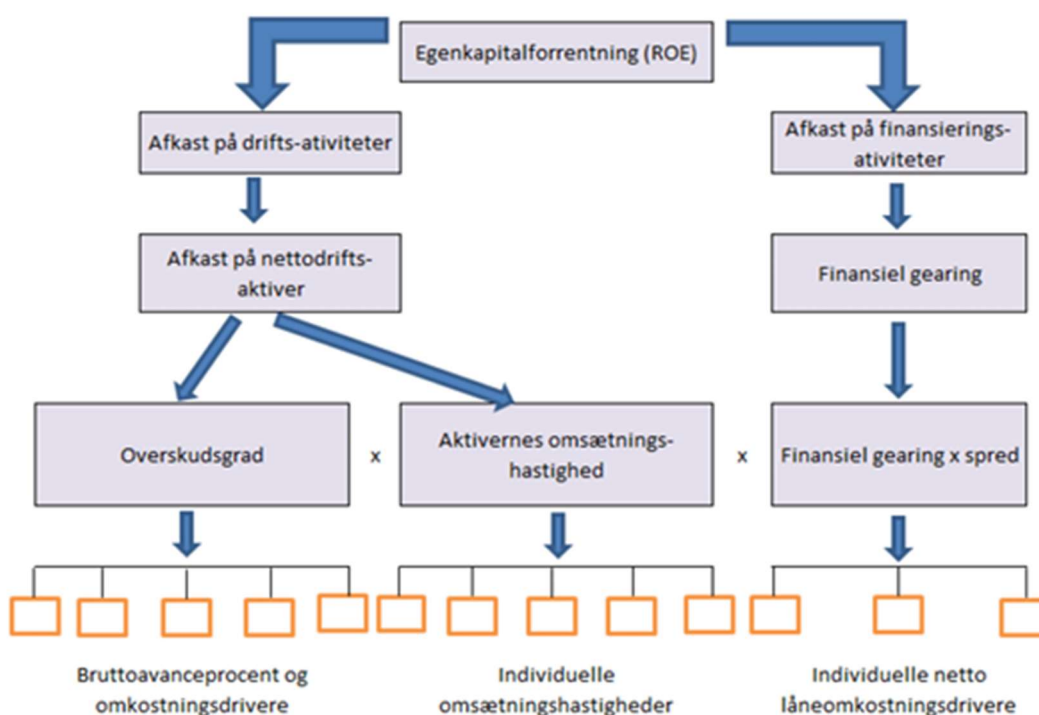 Egenkapitalforrentning (ROE)
Afkast på drifts-ativiteter
Afkast på finansierings-
ativiteter
Afkast på nettodrifts-
aktiver
Finansiel gearing
Overskudsgrad
x
Aktivernes omsætnings-
hastighed
x
Finansiel gearing x spred
Bruttoavanceprocent og
omkostningsdrivere
Individuelle
omsætningshastigheder
Individuelle netto
låneomkostningsdrivere